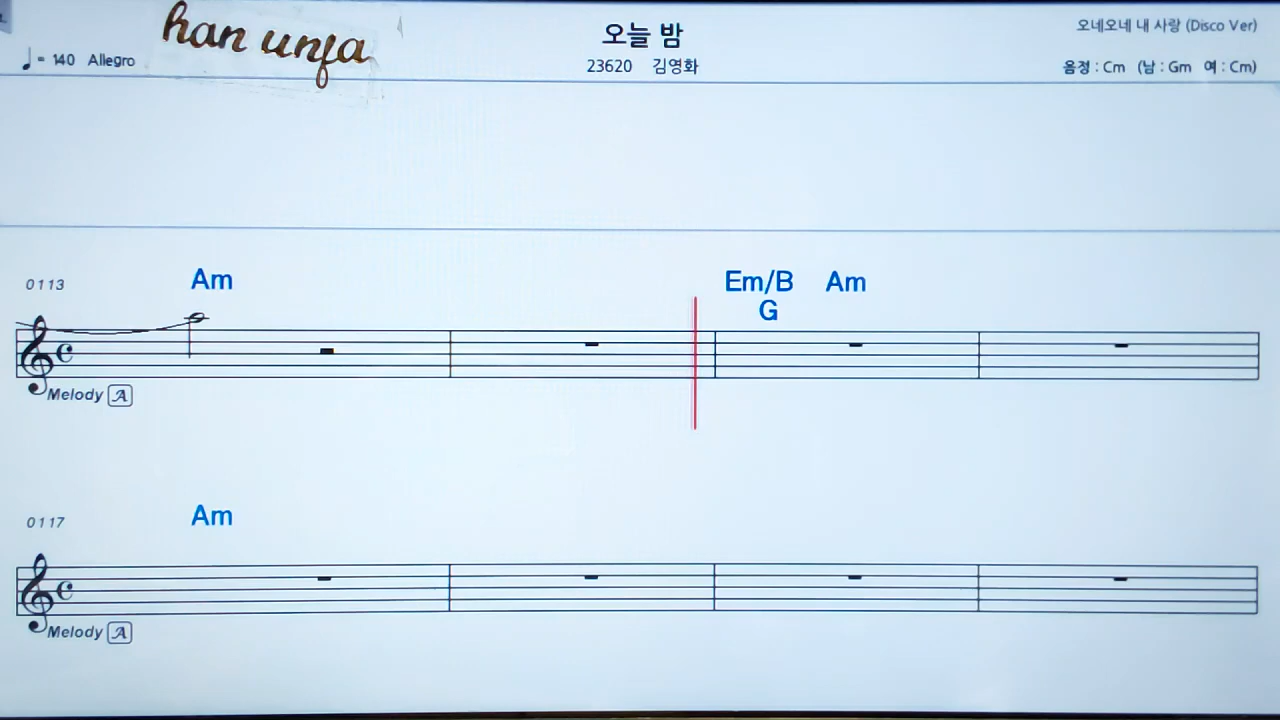 han unja
오늘 밤
오네오네 내 사랑 (Disco Ver)
♩ = 140 Allegro
23620 김영화
음정 : Cm (남 : Gm 여 : Cm)
0113 Am Em/B Am
G
Melody A
0117 Am
Melody A